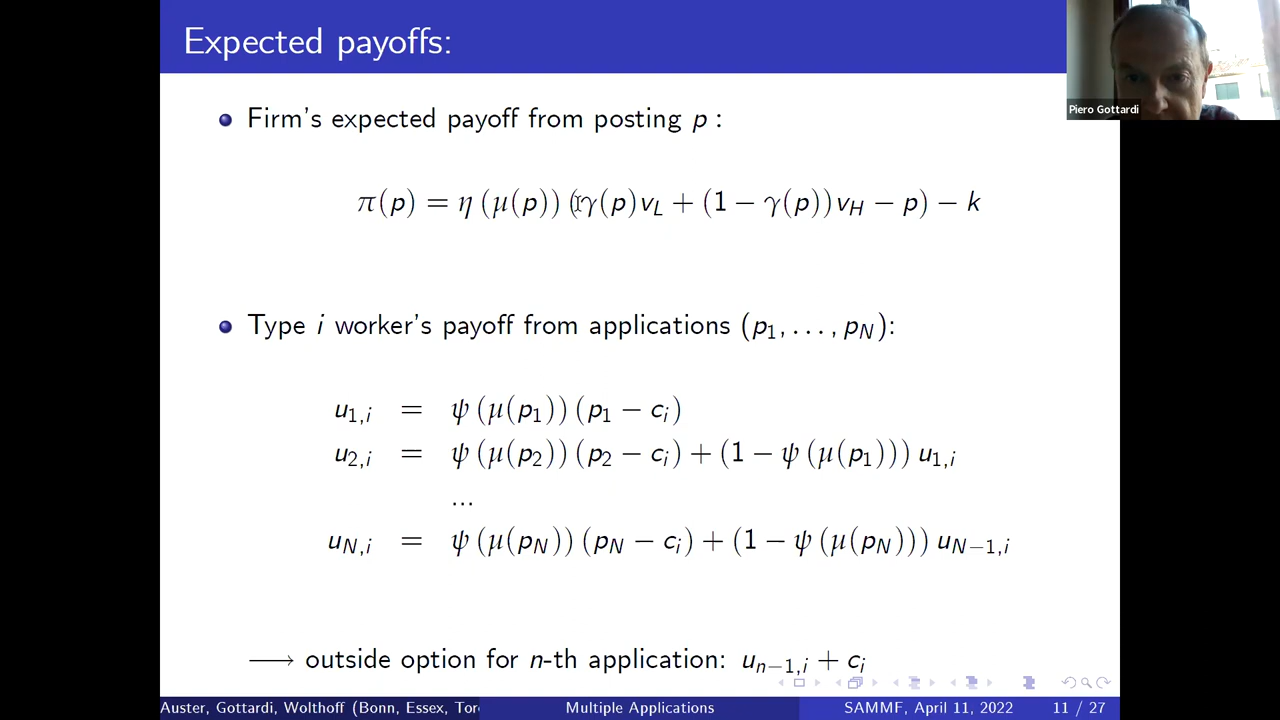 Expected payoffs:
Piero Gottardi
Firm's expected payoff from posting p :
π(p) = η (μ(p)) (γ(p)v_L + (1 − γ(p))v_H − p) − k
Type i worker's payoff from applications (p_1, . . . , p_N):
u_{1,i} = ψ (μ(p_1)) (p_1 − c_i)
u_{2,i} = ψ (μ(p_2)) (p_2 − c_i) + (1 − ψ (μ(p_1))) u_{1,i}
...
u_{N,i} = ψ (μ(p_N)) (p_N − c_i) + (1 − ψ (μ(p_N))) u_{N−1,i}
⟶ outside option for n-th application: u_{n−1,i} + c_i
Auster, Gottardi, Wolthoff (Bonn, Essex, Tor
Multiple Applications
SAMMF, April 11, 2022
11 / 27